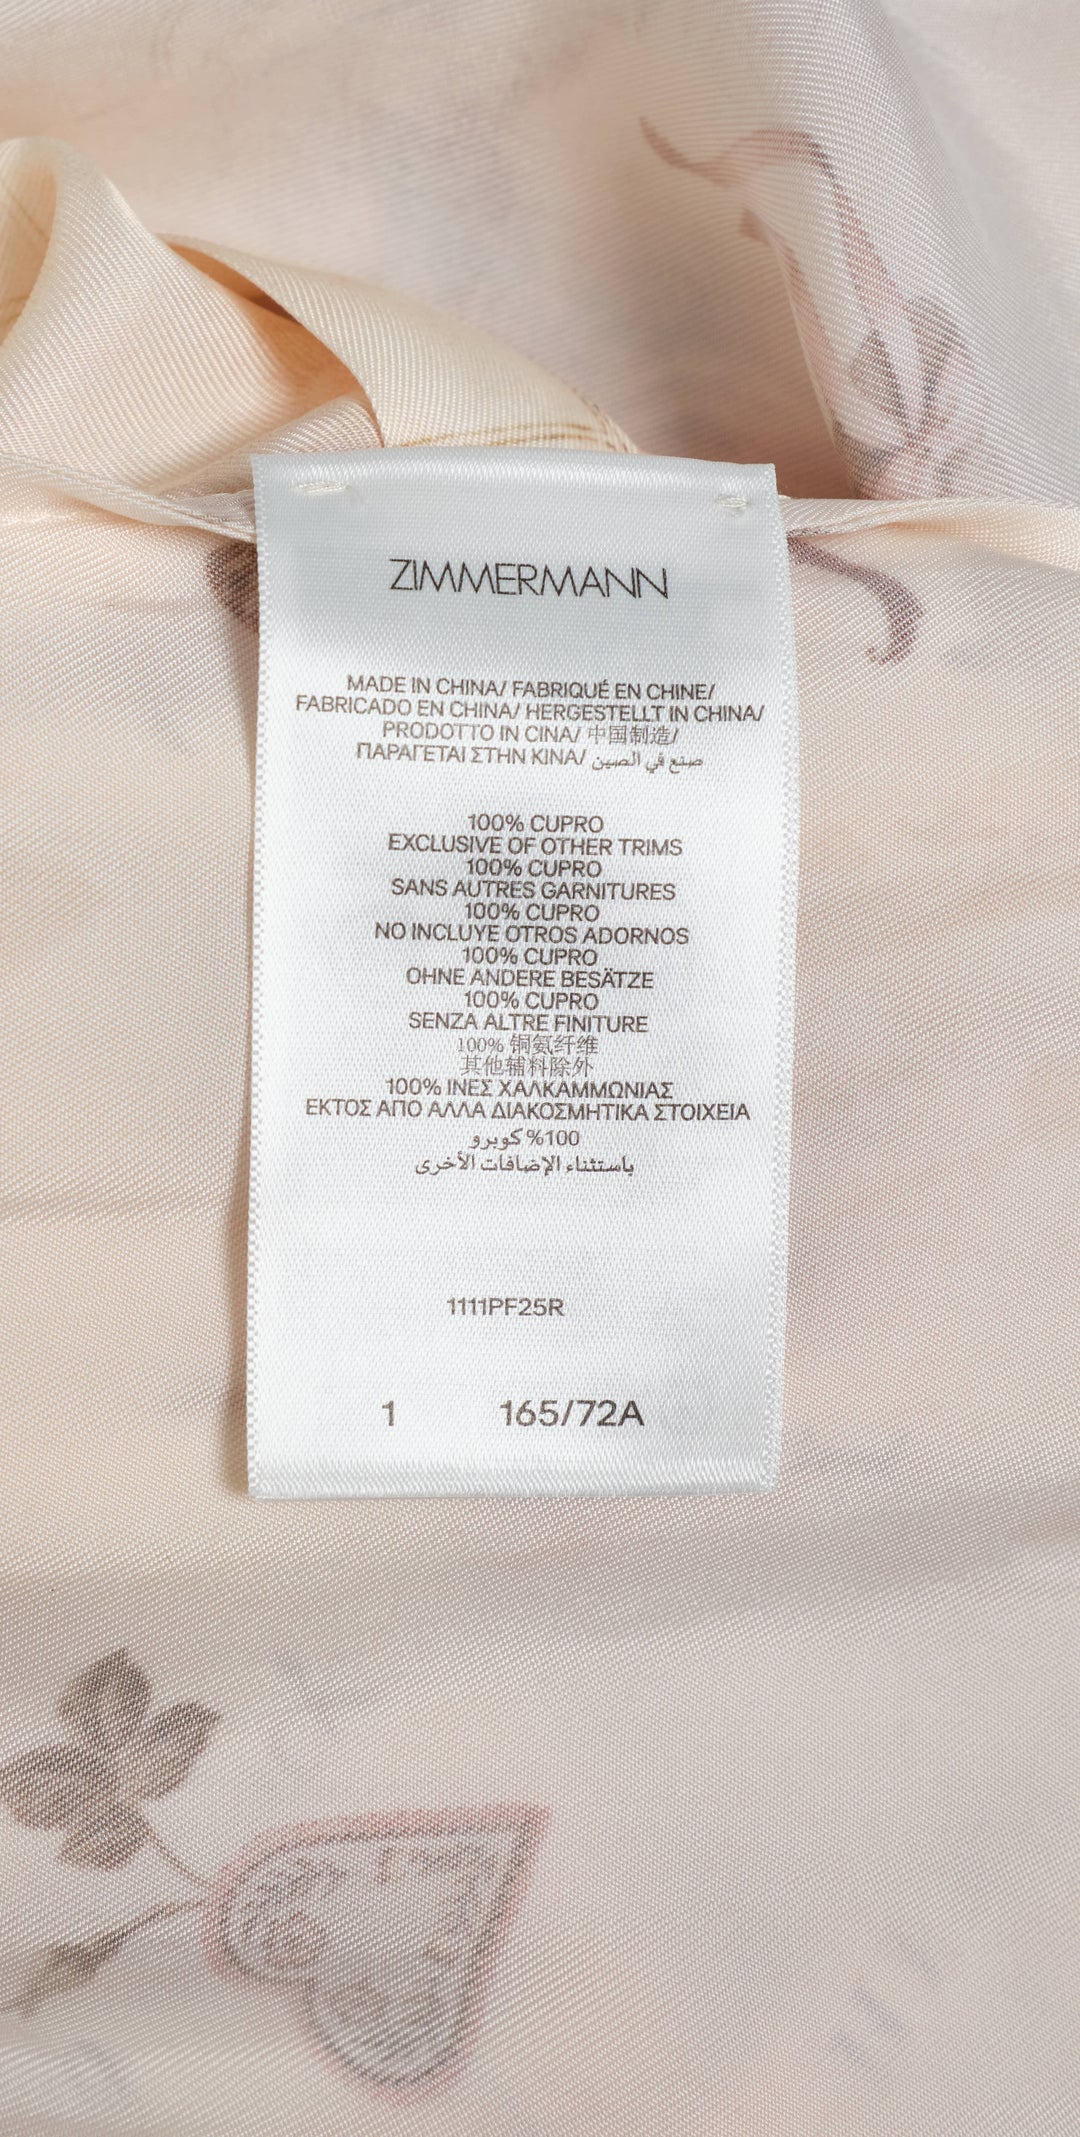 ZIMMERMANN
MADE IN CHINA/ FABRIQUÉ EN CHINE/
FABRICADO EN CHINA/ HERGESTELLT IN CHINA/
PRODOTTO IN CINA/ 中国制造/
ΠΑΡΑΓΕΤΑΙ ΣΤΗΝ ΚΙΝΑ/ صنع في الصين
100% CUPRO
EXCLUSIVE OF OTHER TRIMS
100% CUPRO
SANS AUTRES GARNITURES
100% CUPRO
NO INCLUYE OTROS ADORNOS
100% CUPRO
OHNE ANDERE BESÄTZE
100% CUPRO
SENZA ALTRE FINITURE
100% 铜氨纤维
其他辅料除外
100% ΙΝΕΣ ΧΑΛΚΑΜΜΩΝΙΑΣ
ΕΚΤΟΣ ΑΠΟ ΑΛΛΑ ΔΙΑΚΟΣΜΗΤΙΚΑ ΣΤΟΙΧΕΙΑ
100% كوبرو
باستثناء الإضافات الأخرى
1111PF25R
1 165/72A